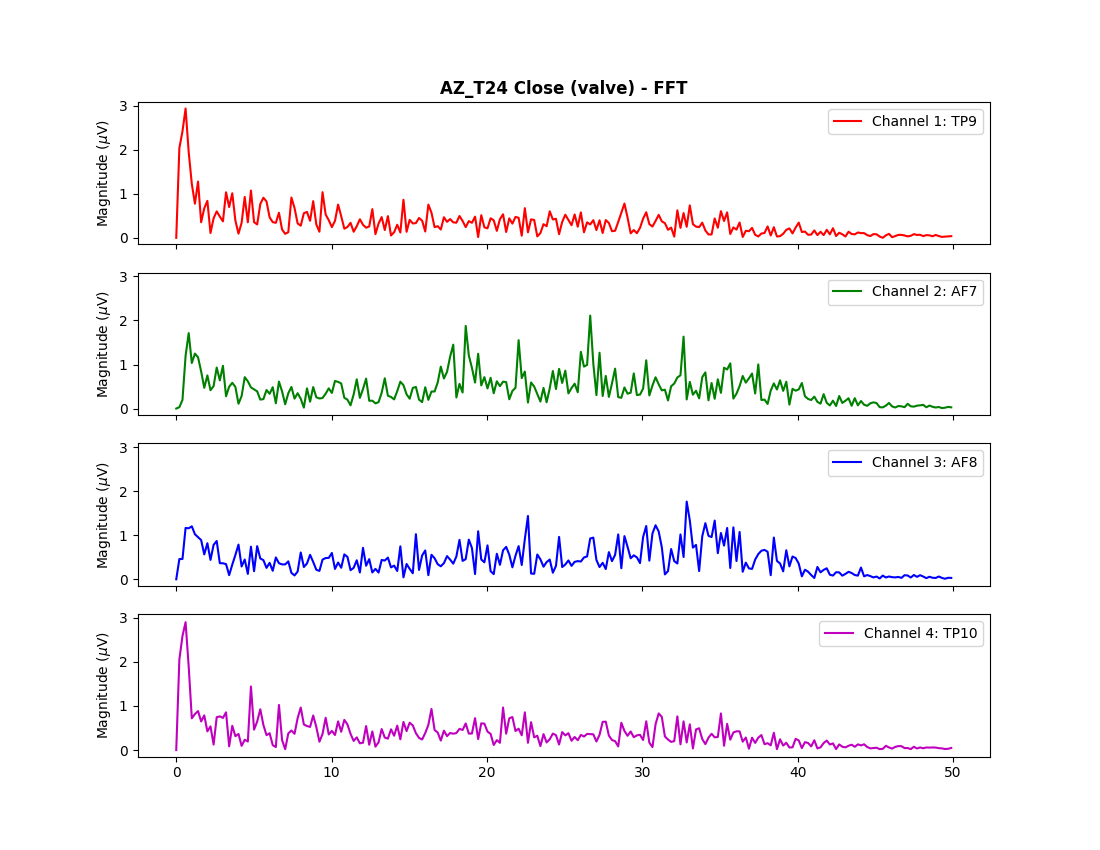 AZ_T24 Close (valve) - FFT
3
2
1
0
Magnitude (μV)
Channel 1: TP9
3
2
1
0
Magnitude (μV)
Channel 2: AF7
3
2
1
0
Magnitude (μV)
Channel 3: AF8
3
2
1
0
Magnitude (μV)
Channel 4: TP10
0 10 20 30 40 50